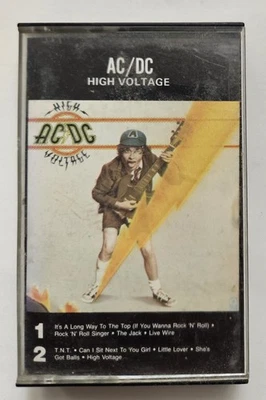 AC/DC
HIGH VOLTAGE
HIGH
AC/DC
VOLTAGE
1 It's A Long Way To The Top (If You Wanna Rock 'N' Roll) •
Rock 'N' Roll Singer • The Jack • Live Wire
2 T.N.T. • Can I Sit Next To You Girl • Little Lover • She's
Got Balls • High Voltage